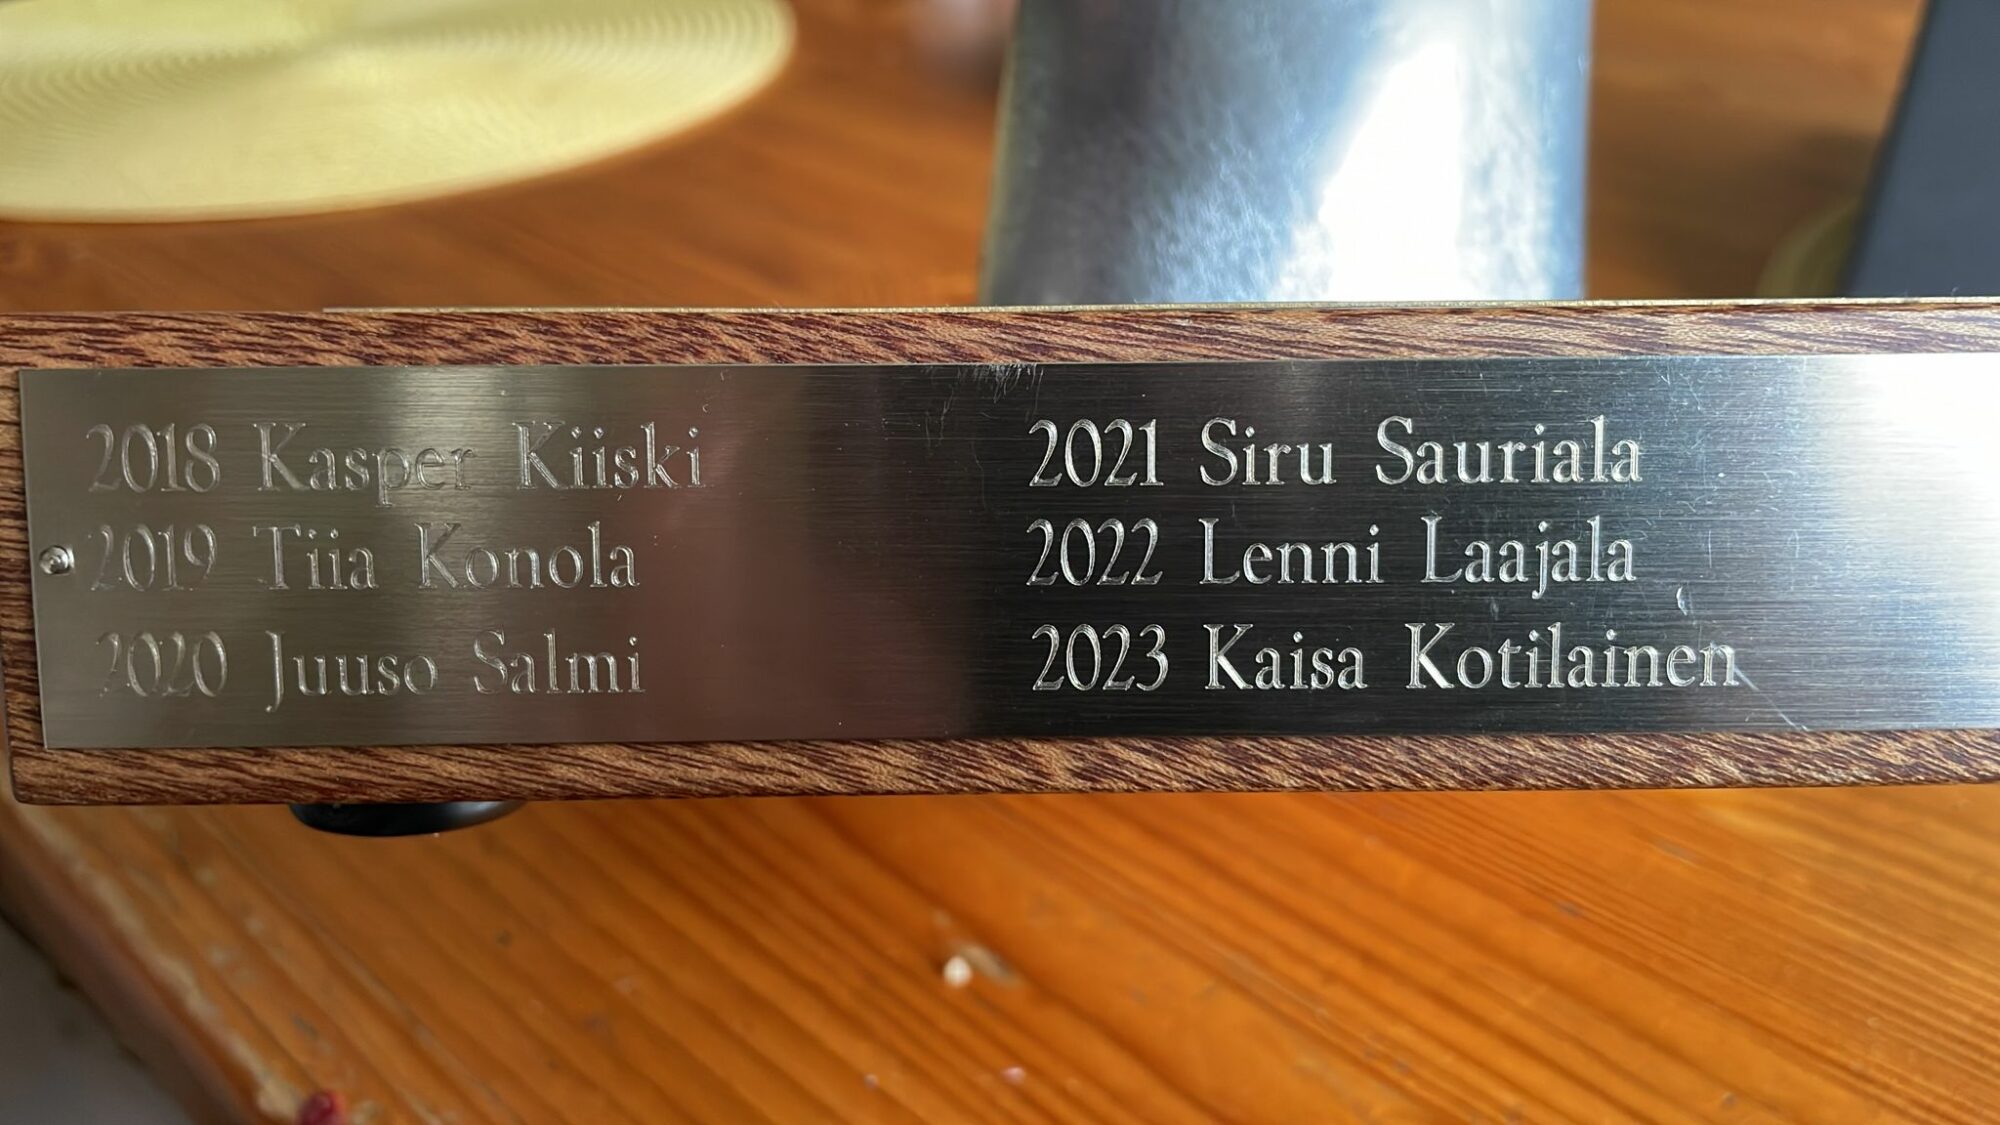 2018 Kasper Kiiski
2019 Tiia Konola
2020 Juuso Salmi
2021 Siru Sauriala
2022 Lenni Laajala
2023 Kaisa Kotilainen